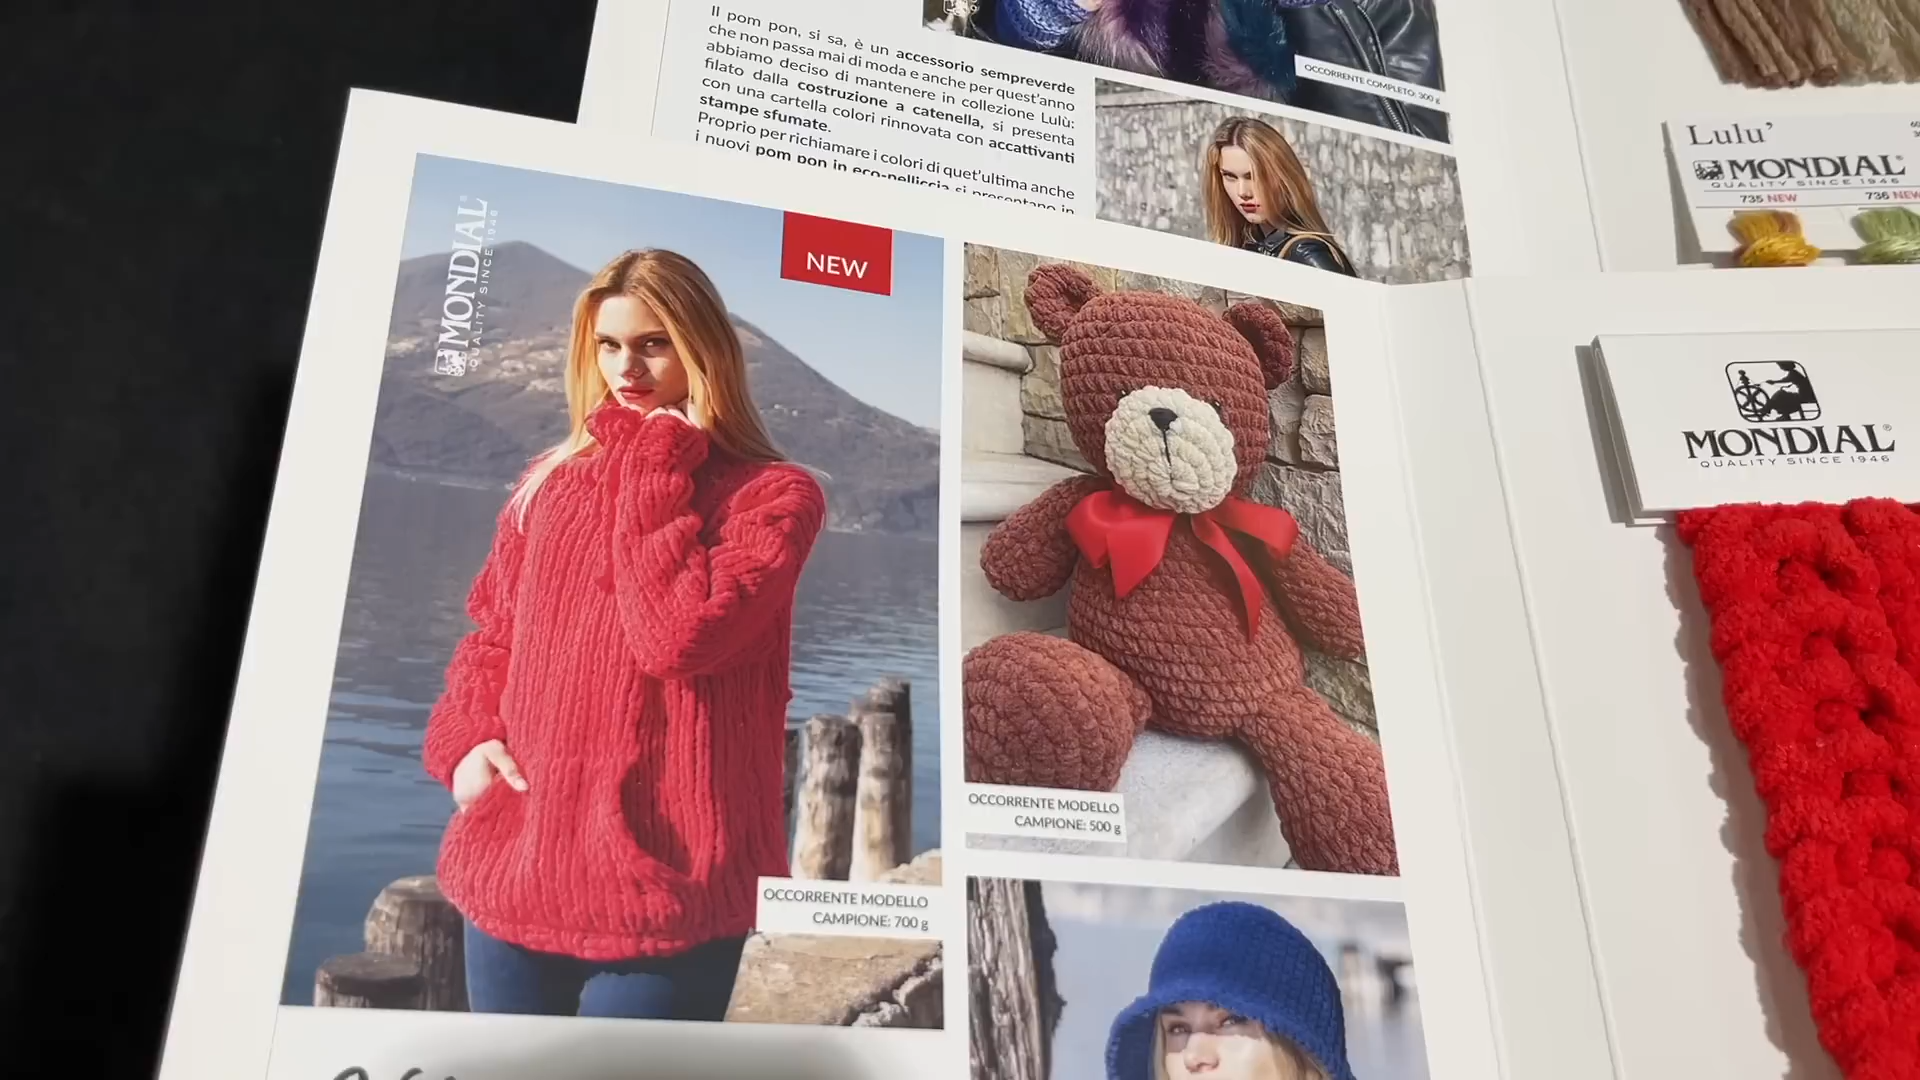 Il pom pon, si sa, è un accessorio sempreverde
che non passa mai di moda e anche per quest'anno
abbiamo deciso di mantenere in collezione Lulù:
filato dalla costruzione a catenella, si presenta
con una cartella colori rinnovata con accattivanti
stampe sfumate.
Proprio per richiamare i colori di quet'ultima anche
i nuovi pom pon in eco-pelliccia si presentano in
OCCORRENTE COMPLETO: 300 g
Lulu'
MONDIAL
QUALITY SINCE 1946
735 NEW
736 NEW
MONDIAL®
QUALITY SINCE 1946
NEW
OCCORRENTE MODELLO
CAMPIONE: 700 g
OCCORRENTE MODELLO
CAMPIONE: 500 g
MONDIAL®
QUALITY SINCE 1946